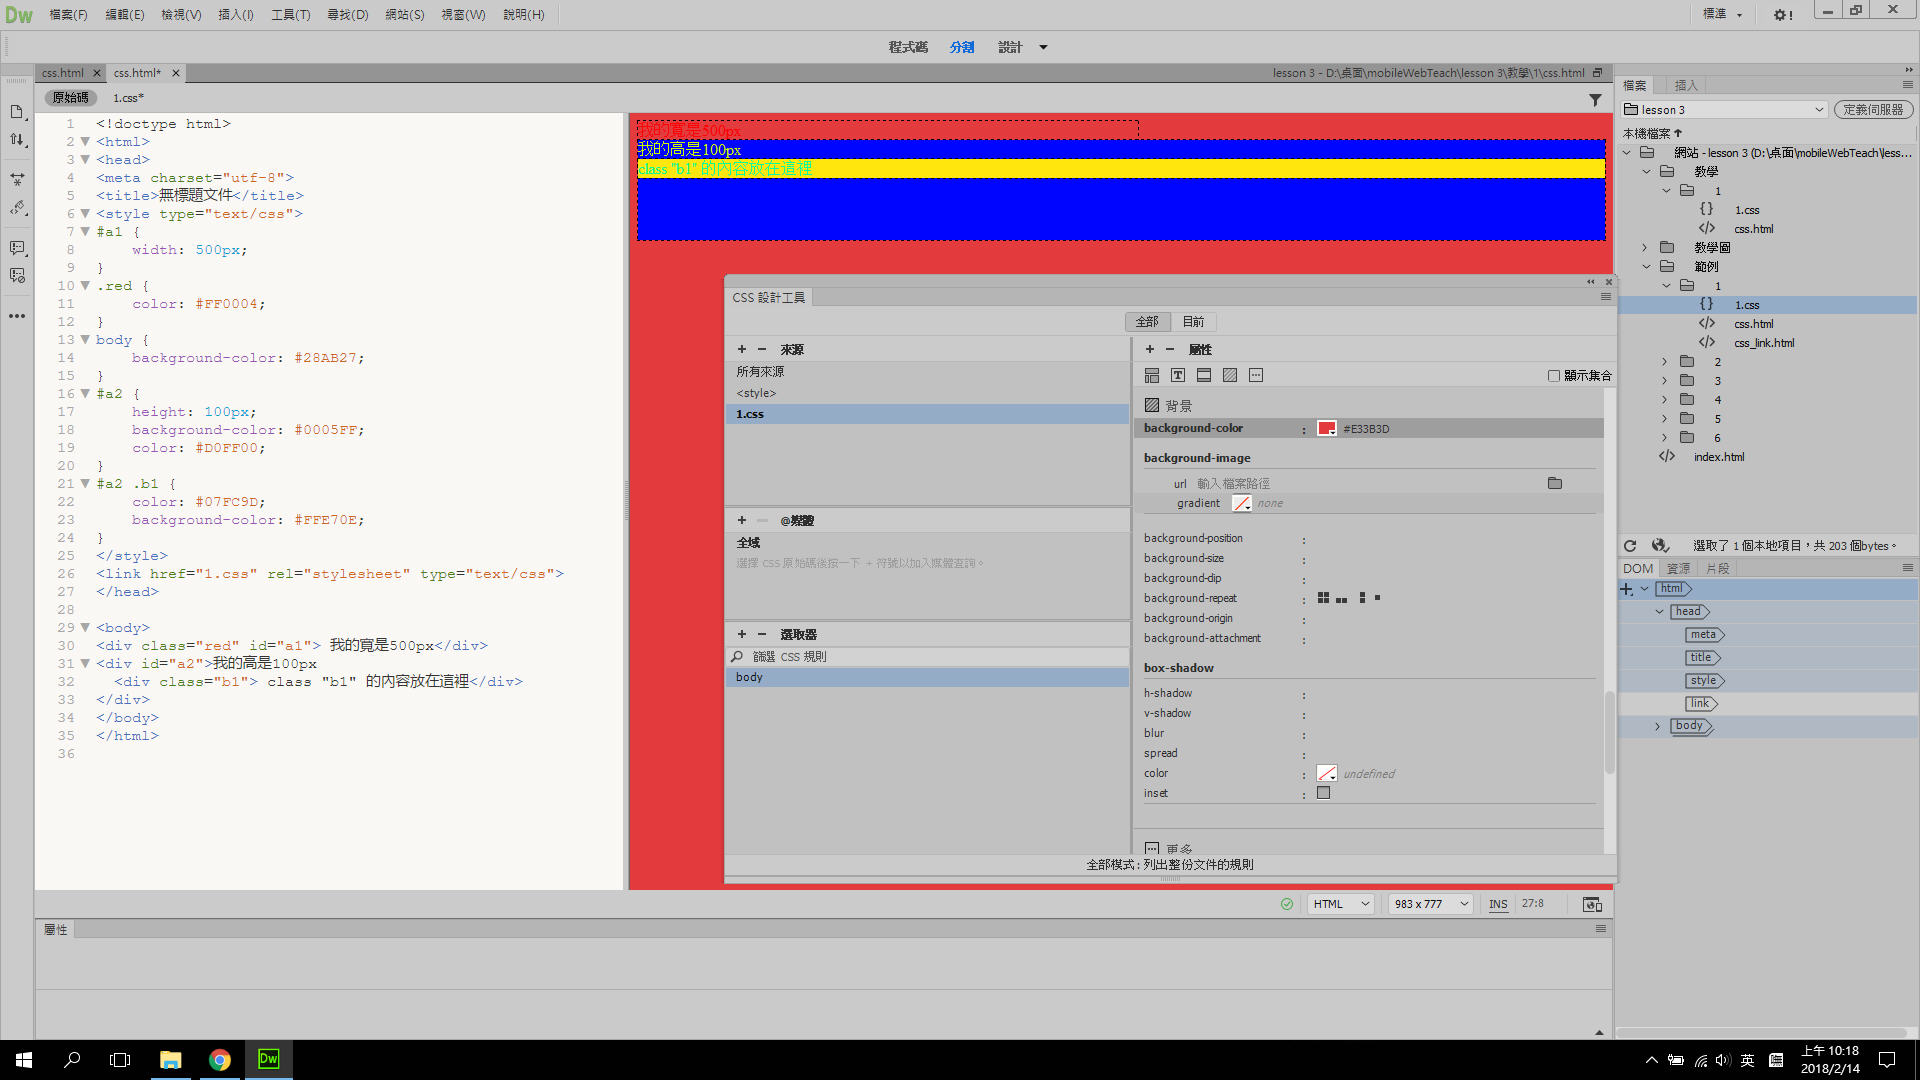 Dw 檔案(F) 編輯(E) 檢視(V) 插入(I) 工具(T) 尋找(D) 網站(S) 視窗(W) 說明(H) 標準
程式碼 分割 設計
css.html css.html* lesson 3 - D:\桌面\mobileWebTeach\lesson 3\教學\1\css.html
原始碼 1.css*
1 <!doctype html>
2 <html>
3 <head>
4 <meta charset="utf-8">
5 <title>無標題文件</title>
6 <style type="text/css">
7 #a1 {
8 width: 500px;
9 }
10 .red {
11 color: #FF0004;
12 }
13 body {
14 background-color: #28AB27;
15 }
16 #a2 {
17 height: 100px;
18 background-color: #0005FF;
19 color: #D0FF00;
20 }
21 #a2 .b1 {
22 color: #07FC9D;
23 background-color: #FFE70E;
24 }
25 </style>
26 <link href="1.css" rel="stylesheet" type="text/css">
27 </head>
28
29 <body>
30 <div class="red" id="a1"> 我的寬是500px</div>
31 <div id="a2">我的高是100px
32 <div class="b1"> class "b1" 的內容放在這裡</div>
33 </div>
34 </body>
35 </html>
36
我的寬是500px
我的高是100px
class "b1" 的內容放在這裡
CSS 設計工具
全部 目前
+ − 來源
所有來源
<style>
1.css
+ − @媒體
全域
選擇 CSS 原始碼後按一下 + 符號以加入媒體查詢。
+ − 選取器
篩選 CSS 規則
body
+ − 屬性
顯示集合
背景
background-color : #E33B3D
background-image
url 輸入檔案路徑
gradient none
background-position :
background-size :
background-clip :
background-repeat :
background-origin :
background-attachment :
box-shadow
h-shadow :
v-shadow :
blur :
spread :
color : undefined
inset :
更多
全部模式 : 列出整份文件的規則
HTML 983 x 777 INS 27:8
屬性
檔案 插入
lesson 3 定義伺服器
本機檔案
網站 - lesson 3 (D:\桌面\mobileWebTeach\less...
教學
1
1.css
css.html
教學圖
範例
1
1.css
css.html
css_link.html
2
3
4
5
6
index.html
選取了 1 個本地項目，共 203 個bytes。
DOM 資源 片段
html
head
meta
title
style
link
body
Dw
英
上午 10:18
2018/2/14